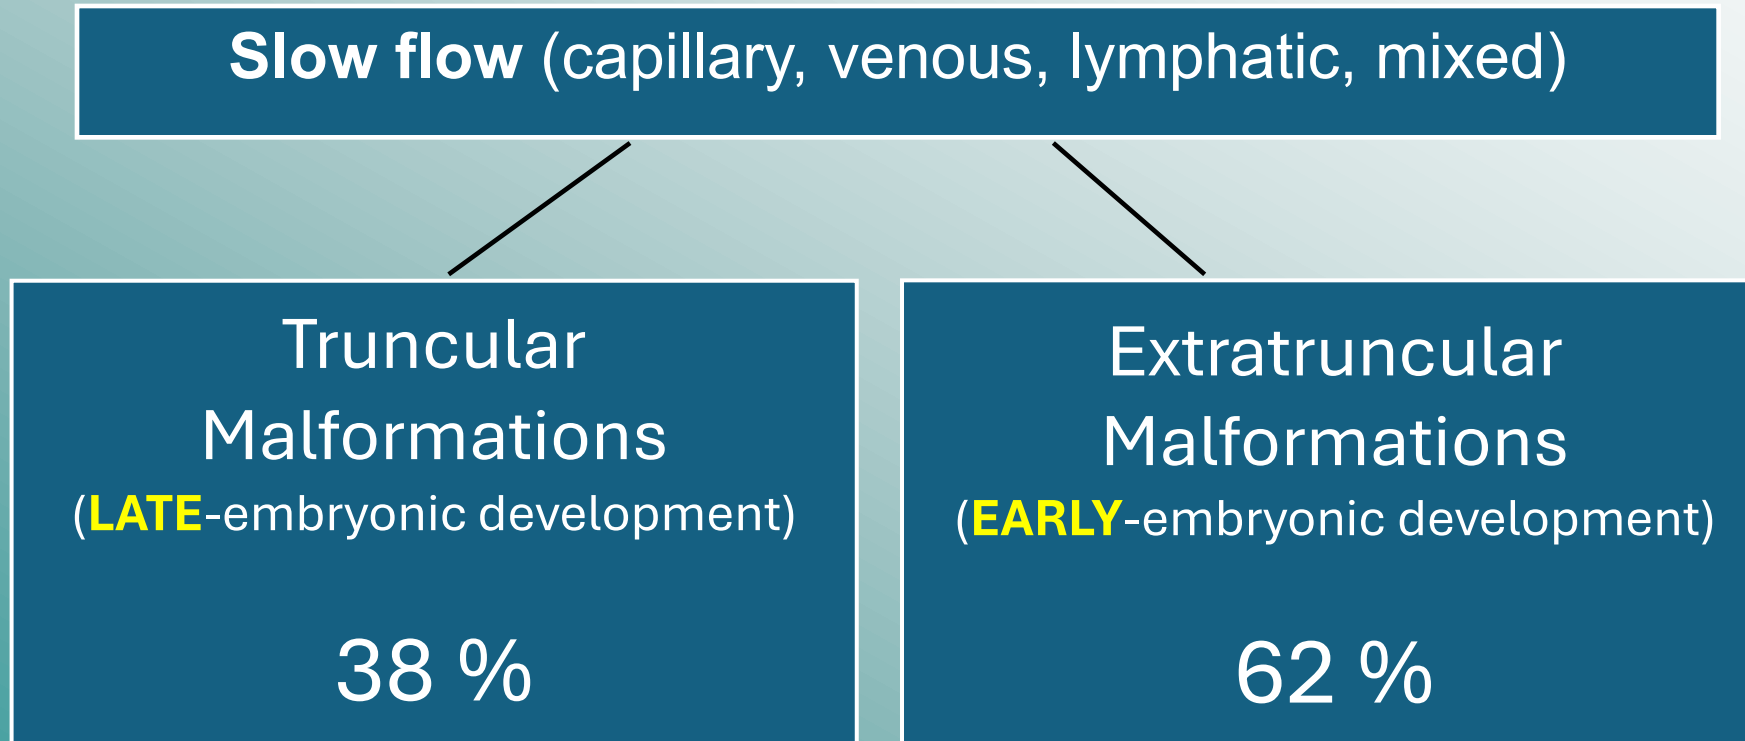 Slow flow (capillary, venous, lymphatic, mixed)
Truncular
Malformations
(LATE-embryonic development)
38 %
Extratruncular
Malformations
(EARLY-embryonic development)
62 %